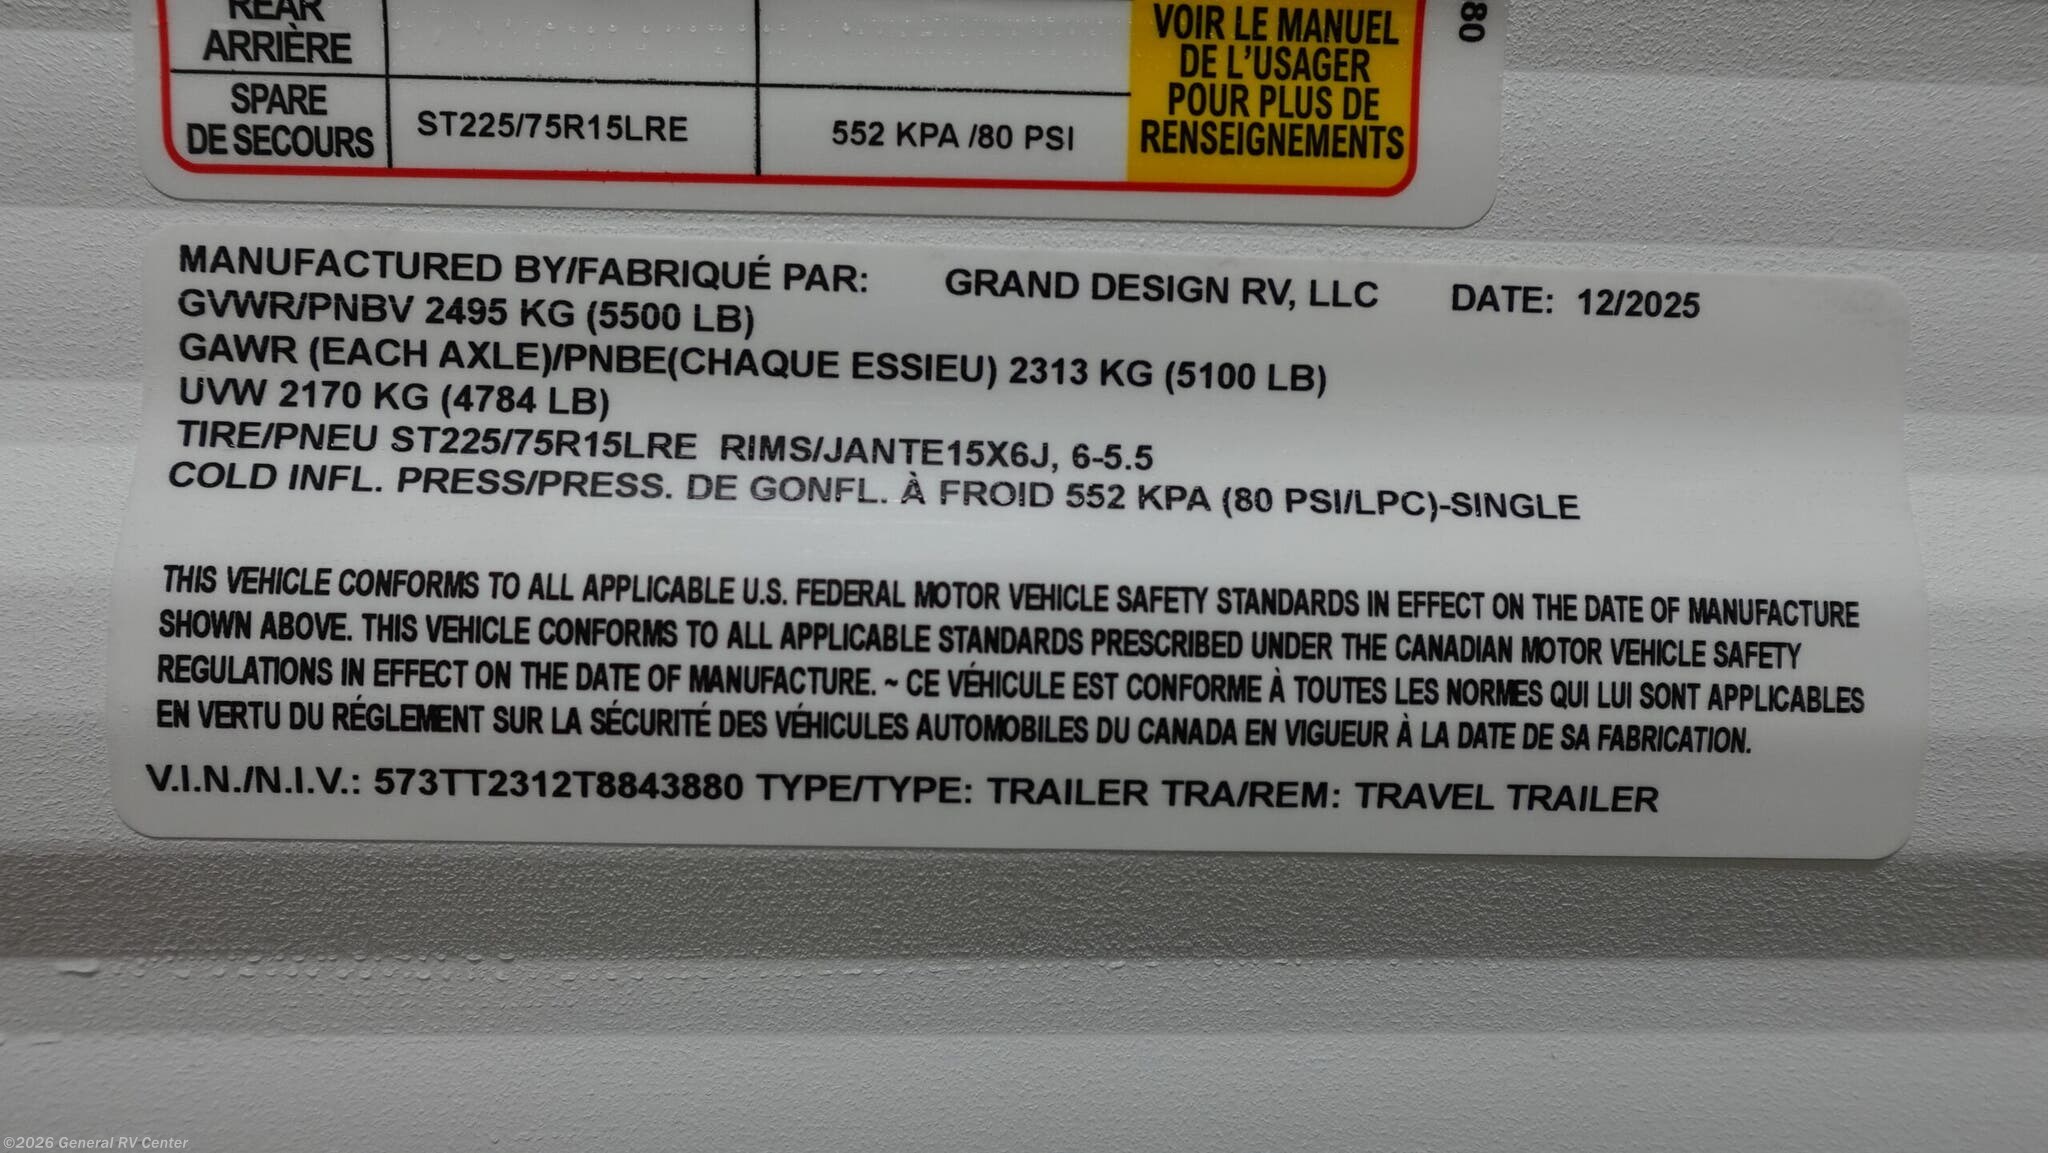 REAR
ARRIÈRE
SPARE
DE SECOURS
ST225/75R15LRE
552 KPA /80 PSI
VOIR LE MANUEL
DE L'USAGER
POUR PLUS DE
RENSEIGNEMENTS
80
MANUFACTURED BY/FABRIQUÉ PAR: GRAND DESIGN RV, LLC DATE: 12/2025
GVWR/PNBV 2495 KG (5500 LB)
GAWR (EACH AXLE)/PNBE(CHAQUE ESSIEU) 2313 KG (5100 LB)
UVW 2170 KG (4784 LB)
TIRE/PNEU ST225/75R15LRE RIMS/JANTE15X6J, 6-5.5
COLD INFL. PRESS/PRESS. DE GONFL. À FROID 552 KPA (80 PSI/LPC)-SINGLE
THIS VEHICLE CONFORMS TO ALL APPLICABLE U.S. FEDERAL MOTOR VEHICLE SAFETY STANDARDS IN EFFECT ON THE DATE OF MANUFACTURE
SHOWN ABOVE. THIS VEHICLE CONFORMS TO ALL APPLICABLE STANDARDS PRESCRIBED UNDER THE CANADIAN MOTOR VEHICLE SAFETY
REGULATIONS IN EFFECT ON THE DATE OF MANUFACTURE. ~ CE VÉHICULE EST CONFORME À TOUTES LES NORMES QUI LUI SONT APPLICABLES
EN VERTU DU RÉGLEMENT SUR LA SÉCURITÉ DES VÉHICULES AUTOMOBILES DU CANADA EN VIGUEUR À LA DATE DE SA FABRICATION.
V.I.N./N.I.V.: 573TT2312T8843880 TYPE/TYPE: TRAILER TRA/REM: TRAVEL TRAILER
©2026 General RV Center